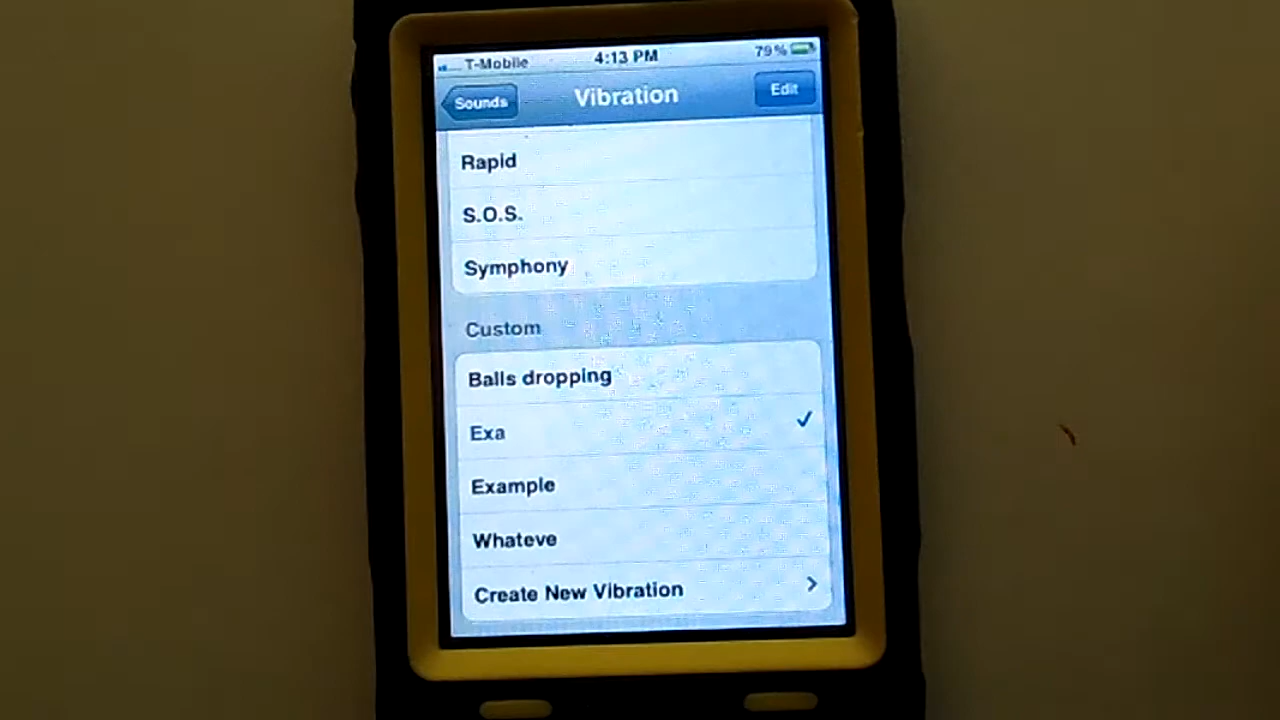 T-Mobile 4:13 PM 79%
Sounds Vibration Edit
Rapid
S.O.S.
Symphony
Custom
Balls dropping
Exa
Example
Whateve
Create New Vibration